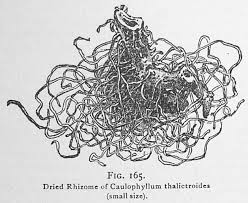 FIG. 165.
Dried Rhizome of Caulophyllum thalictroides
(small size).